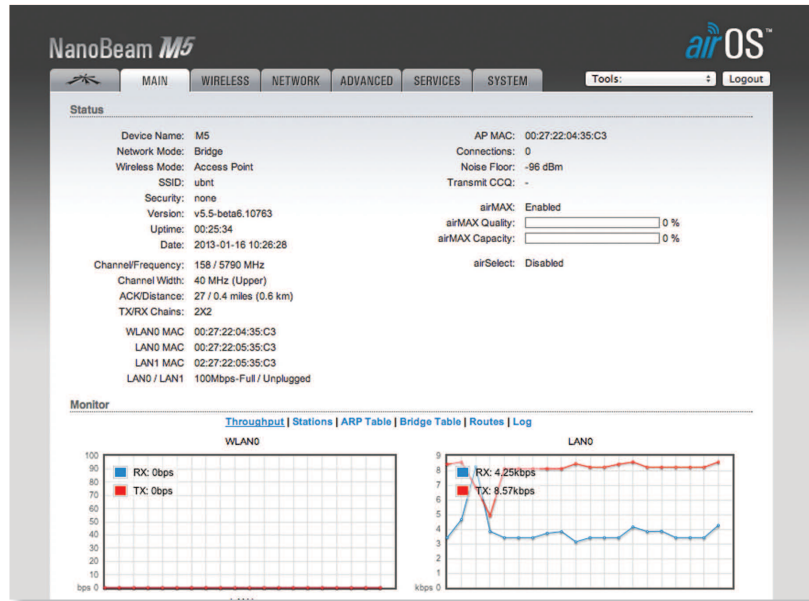 NanoBeam M5
airOS™
MAIN
WIRELESS
NETWORK
ADVANCED
SERVICES
SYSTEM
Tools:
Logout
Status
Device Name: M5
Network Mode: Bridge
Wireless Mode: Access Point
SSID: ubnt
Security: none
Version: v5.5-beta6.10763
Uptime: 00:25:34
Date: 2013-01-16 10:26:28
Channel/Frequency: 158 / 5790 MHz
Channel Width: 40 MHz (Upper)
ACK/Distance: 27 / 0.4 miles (0.6 km)
TX/RX Chains: 2X2
WLAN0 MAC 00:27:22:04:35:C3
LAN0 MAC 00:27:22:05:35:C3
LAN1 MAC 02:27:22:05:35:C3
LAN0 / LAN1 100Mbps-Full / Unplugged
AP MAC: 00:27:22:04:35:C3
Connections: 0
Noise Floor: -96 dBm
Transmit CCQ: -
airMAX: Enabled
airMAX Quality: 0 %
airMAX Capacity: 0 %
airSelect: Disabled
Monitor
Throughput | Stations | ARP Table | Bridge Table | Routes | Log
WLAN0
100
90
80
70
60
50
40
30
20
10
bps 0
RX: 0bps
TX: 0bps
LAN0
9
8
7
6
5
4
3
2
1
kbps 0
RX: 4.25kbps
TX: 8.57kbps